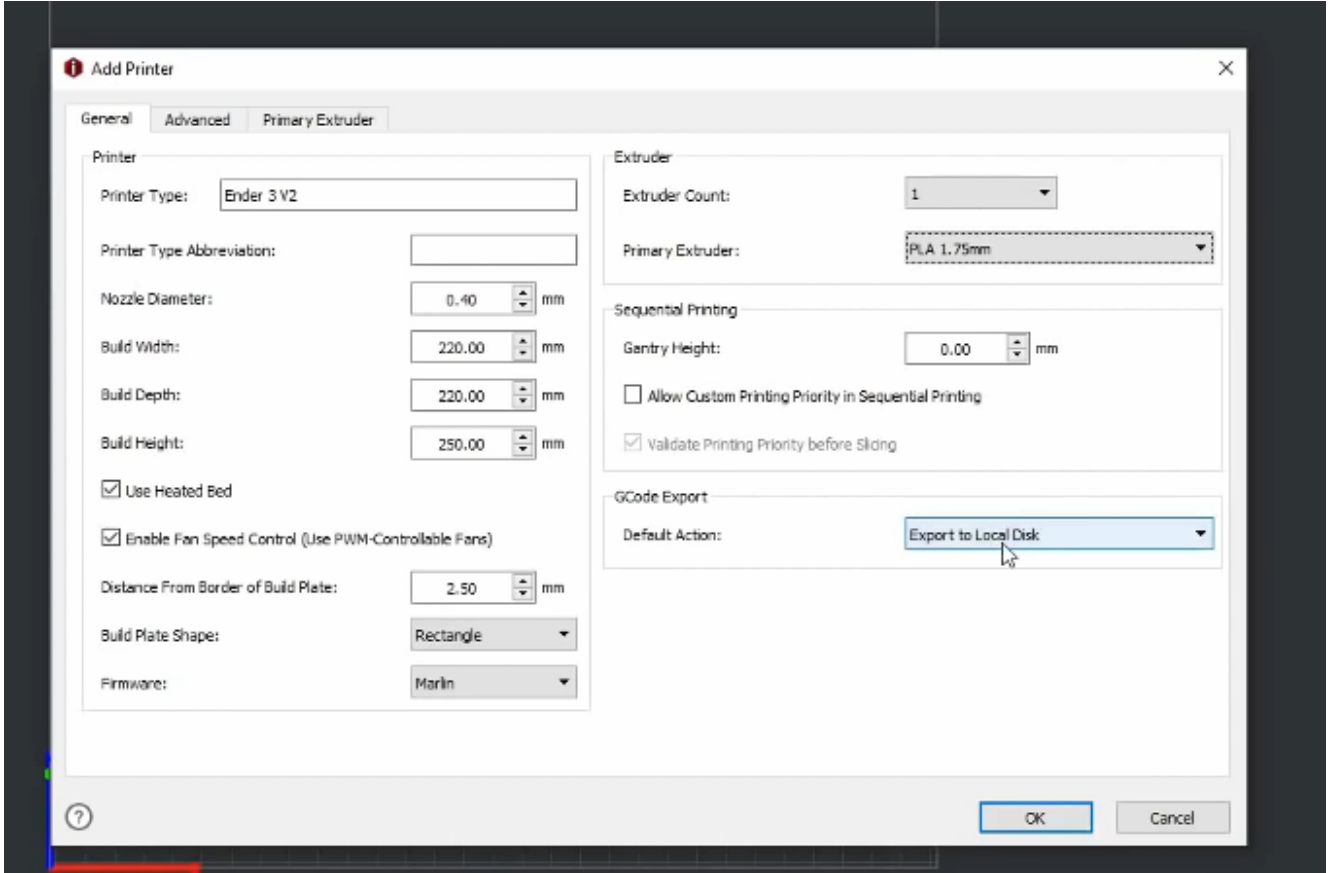 Add Printer
General Advanced Primary Extruder
Printer
Printer Type: Ender 3 V2
Printer Type Abbreviation:
Nozzle Diameter: 0.40 mm
Build Width: 220.00 mm
Build Depth: 220.00 mm
Build Height: 250.00 mm
Use Heated Bed
Enable Fan Speed Control (Use PWM-Controllable Fans)
Distance From Border of Build Plate: 2.50 mm
Build Plate Shape: Rectangle
Firmware: Marlin
Extruder
Extruder Count: 1
Primary Extruder: PLA 1.75mm
Sequential Printing
Gantry Height: 0.00 mm
Allow Custom Printing Priority in Sequential Printing
Validate Printing Priority before Slicing
GCode Export
Default Action: Export to Local Disk
?
OK Cancel